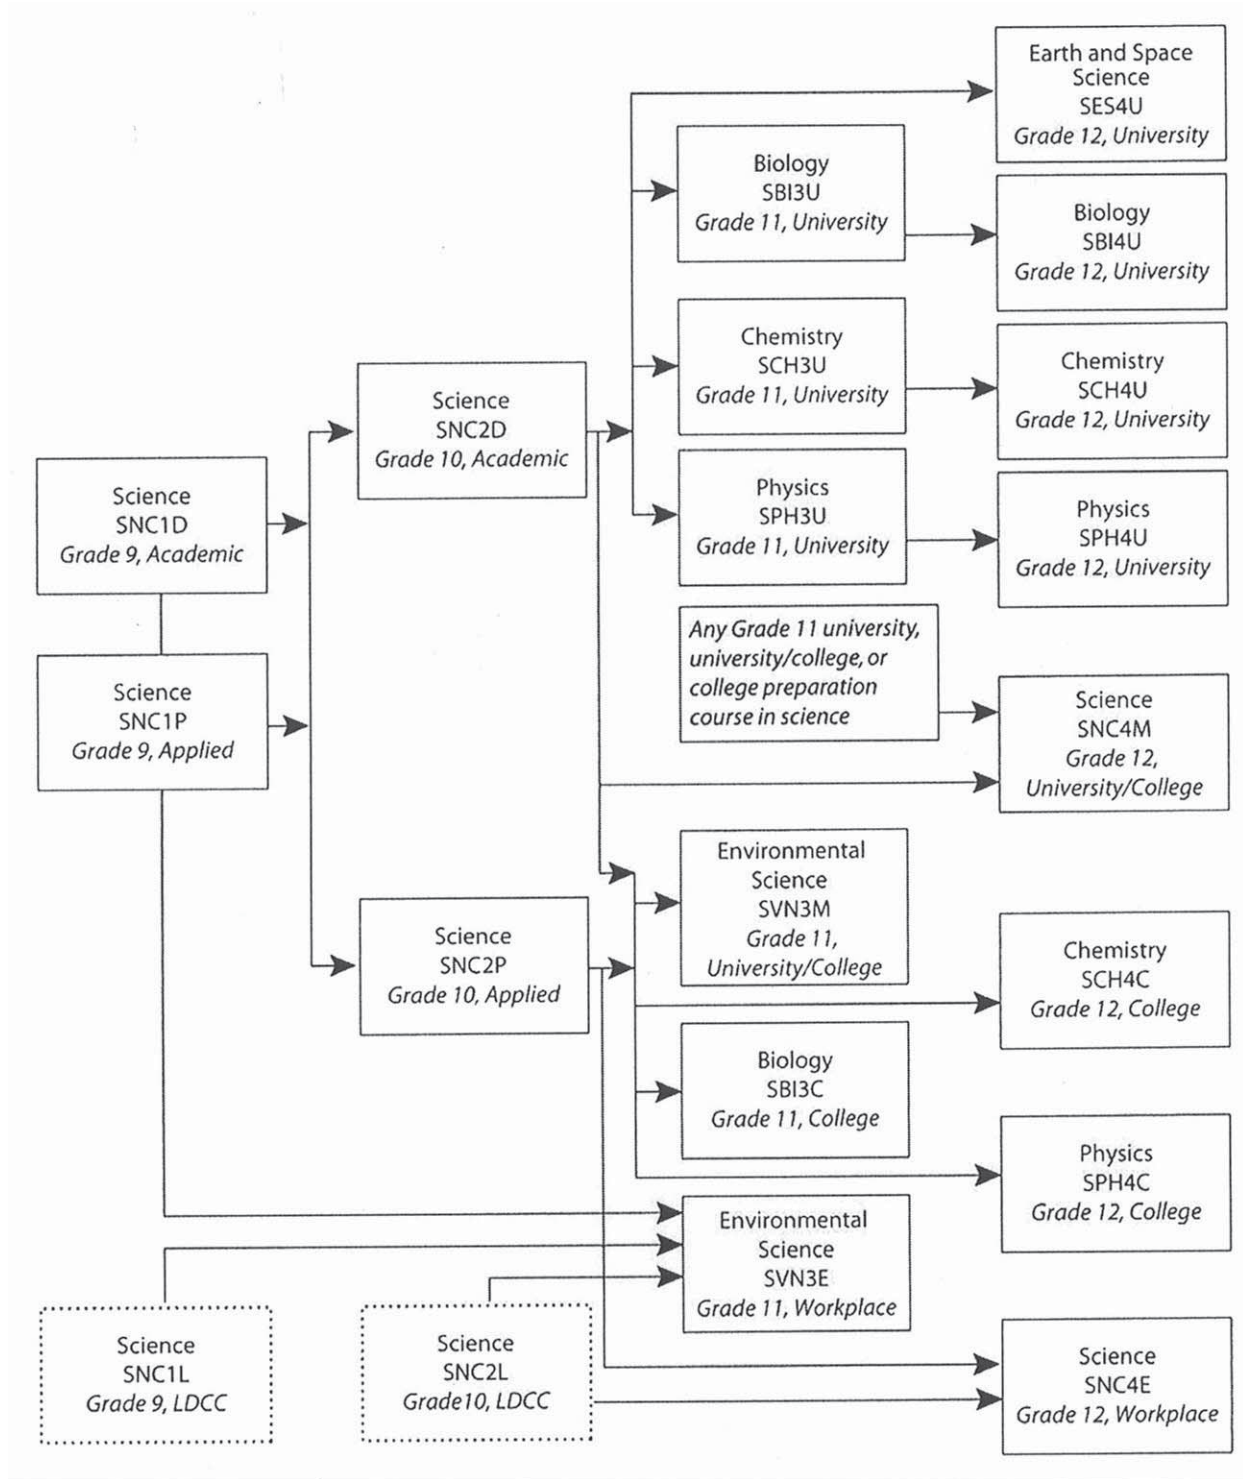 Earth and Space
Science
SES4U
Grade 12, University
Biology
SBI3U
Grade 11, University
Biology
SBI4U
Grade 12, University
Chemistry
SCH3U
Grade 11, University
Chemistry
SCH4U
Grade 12, University
Science
SNC2D
Grade 10, Academic
Science
SNC1D
Grade 9, Academic
Physics
SPH3U
Grade 11, University
Physics
SPH4U
Grade 12, University
Any Grade 11 university,
university/college, or
college preparation
course in science
Science
SNC1P
Grade 9, Applied
Science
SNC4M
Grade 12,
University/College
Environmental
Science
SVN3M
Grade 11,
University/College
Science
SNC2P
Grade 10, Applied
Chemistry
SCH4C
Grade 12, College
Biology
SBI3C
Grade 11, College
Physics
SPH4C
Grade 12, College
Environmental
Science
SVN3E
Grade 11, Workplace
Science
SNC1L
Grade 9, LDCC
Science
SNC2L
Grade10, LDCC
Science
SNC4E
Grade 12, Workplace